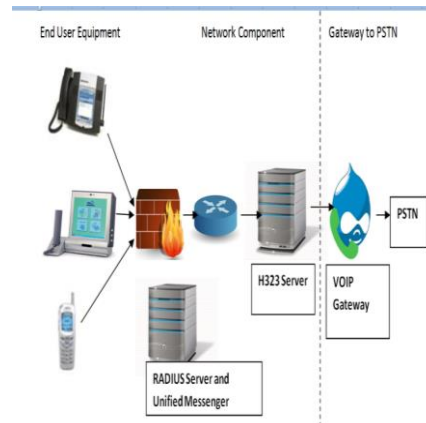 End User Equipment
Network Component
Gateway to PSTN
PSTN
H323 Server
VOIP
Gateway
RADIUS Server and
Unified Messenger